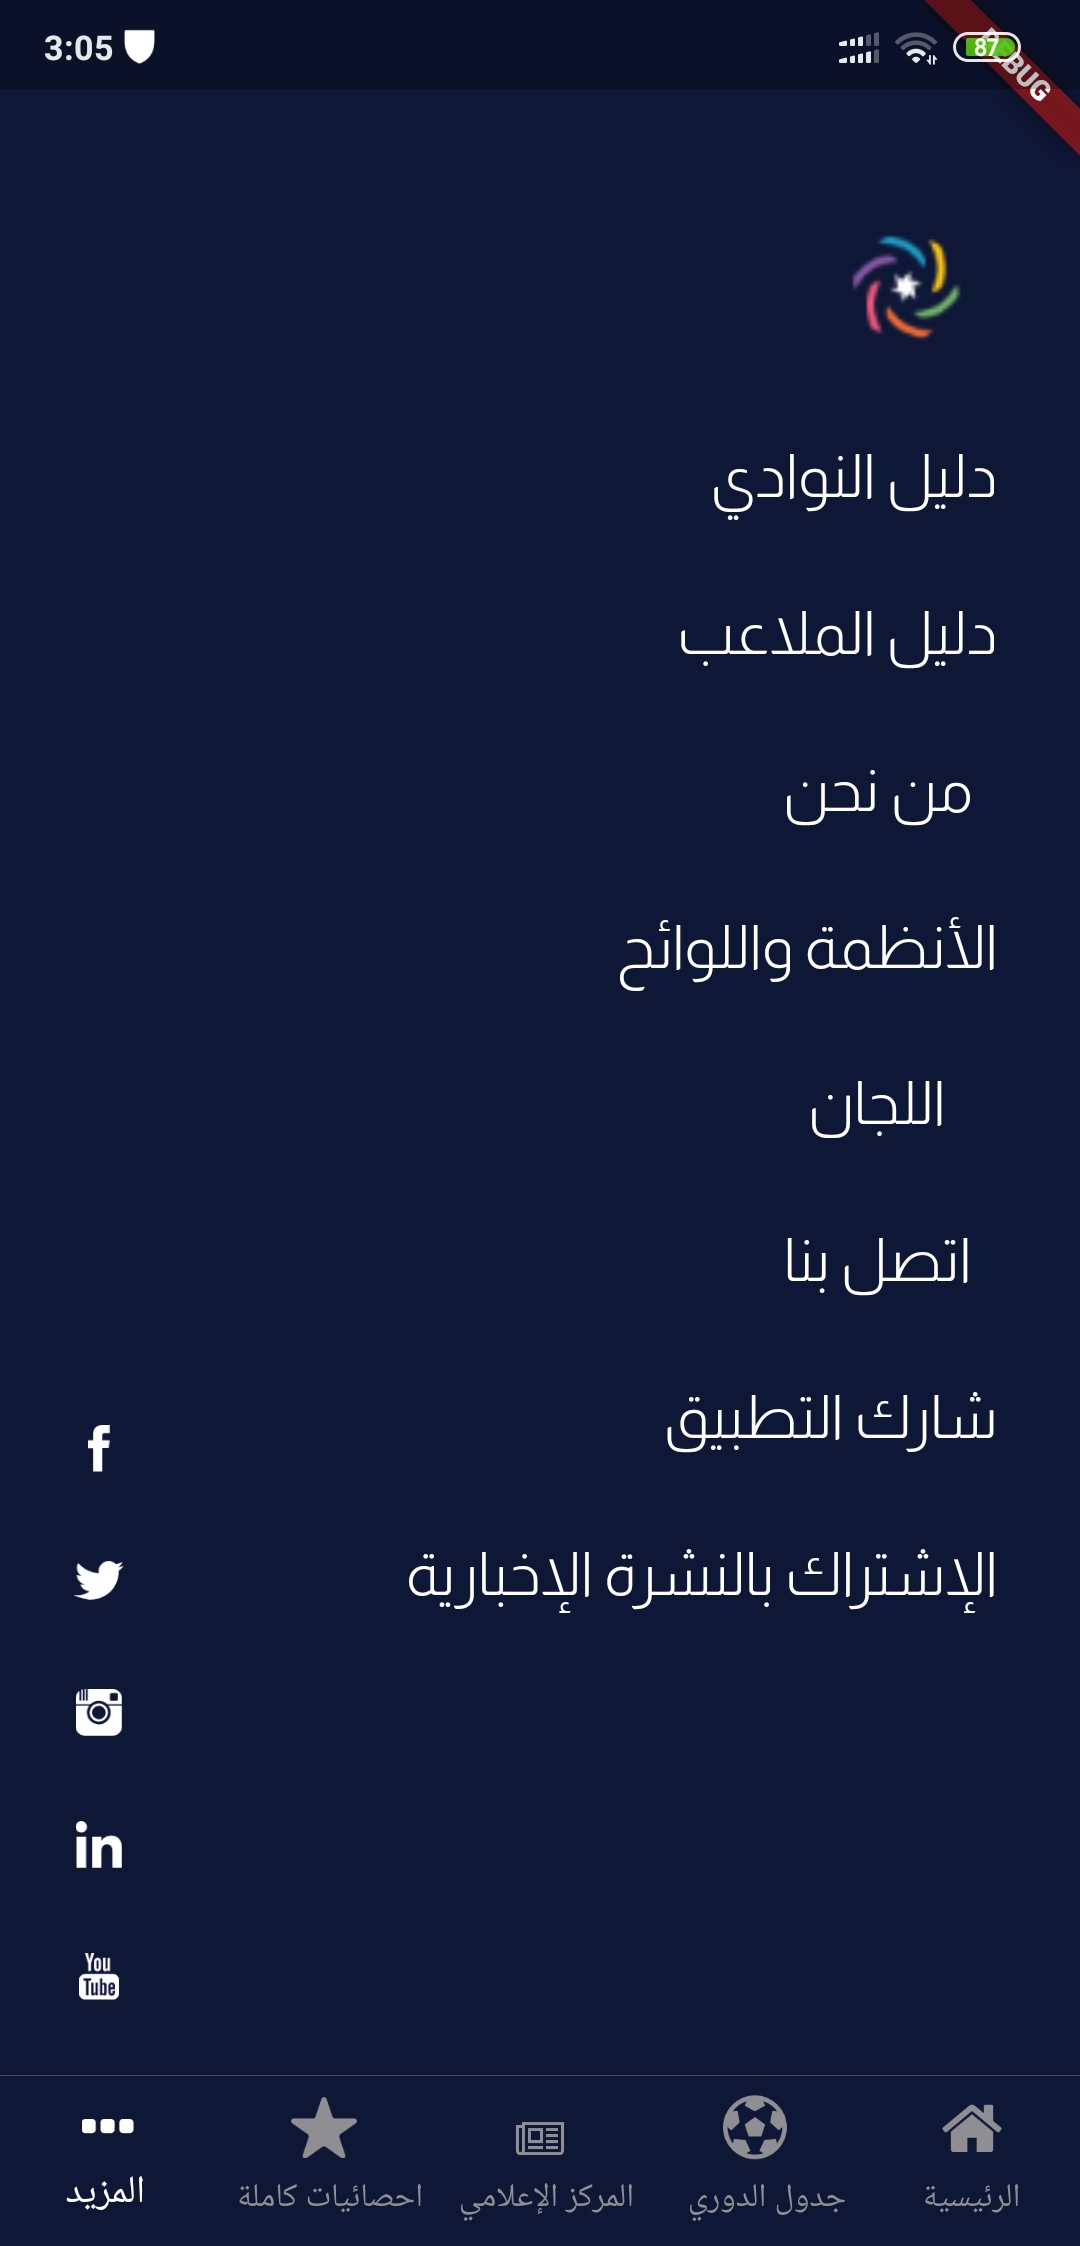 3:05
87
DEBUG
دليل النوادي
دليل الملاعب
من نحن
الأنظمة واللوائح
اللجان
اتصل بنا
شارك التطبيق
الإشتراك بالنشرة الإخبارية
f
in
You
Tube
الرئيسية
جدول الدوري
المركز الإعلامي
احصائيات كاملة
المزيد